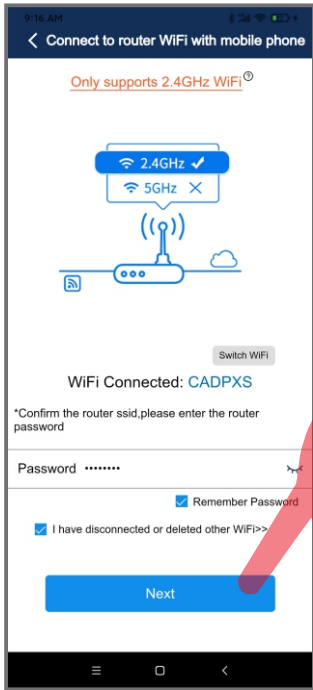 9:16 AM
Connect to router WiFi with mobile phone
Only supports 2.4GHz WiFi
2.4GHz
5GHz
Switch WiFi
WiFi Connected: CADPXS
*Confirm the router ssid,please enter the router
password
Password ••••••••
Remember Password
I have disconnected or deleted other WiFi>>
Next